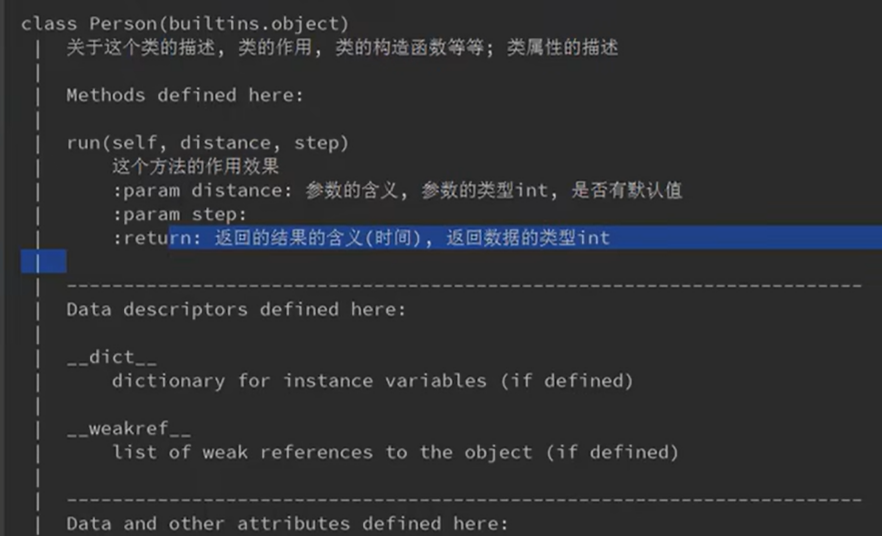 class Person(builtins.object)
 |  关于这个类的描述, 类的作用, 类的构造函数等等; 类属性的描述
 |
 |  Methods defined here:
 |
 |  run(self, distance, step)
 |      这个方法的作用效果
 |      :param distance: 参数的含义, 参数的类型int, 是否有默认值
 |      :param step:
 |      :return: 返回的结果的含义(时间), 返回数据的类型int
 |
 |  ----------------------------------------------------------------------
 |  Data descriptors defined here:
 |
 |  __dict__
 |      dictionary for instance variables (if defined)
 |
 |  __weakref__
 |      list of weak references to the object (if defined)
 |
 |  ----------------------------------------------------------------------
 |  Data and other attributes defined here: